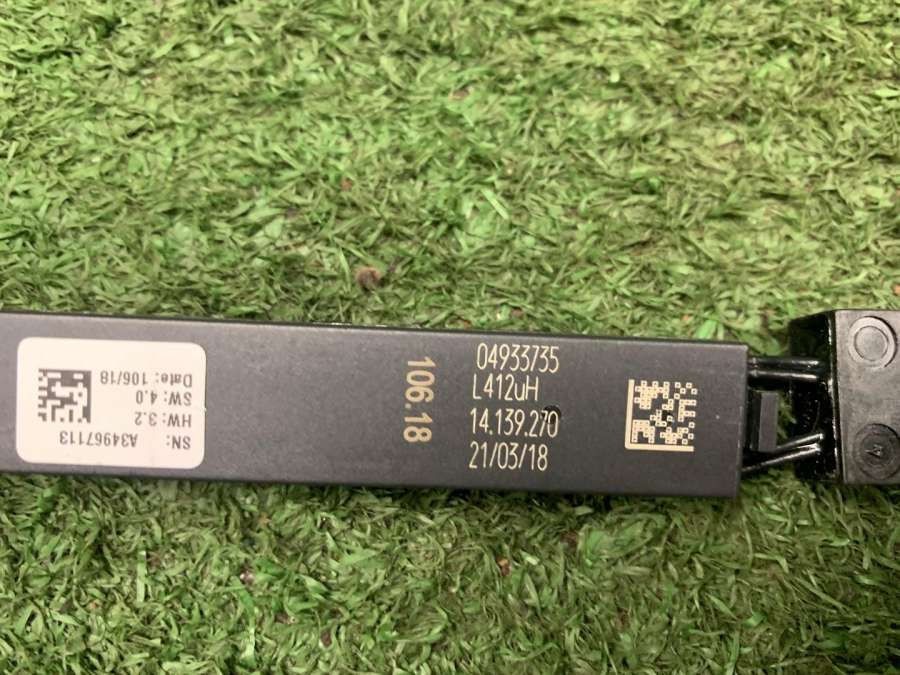 SN:
A34967113
HW: 3.2
SW: 4.0
Date: 106/18
106.18
04933735
L412uH
14.139.270
21/03/18